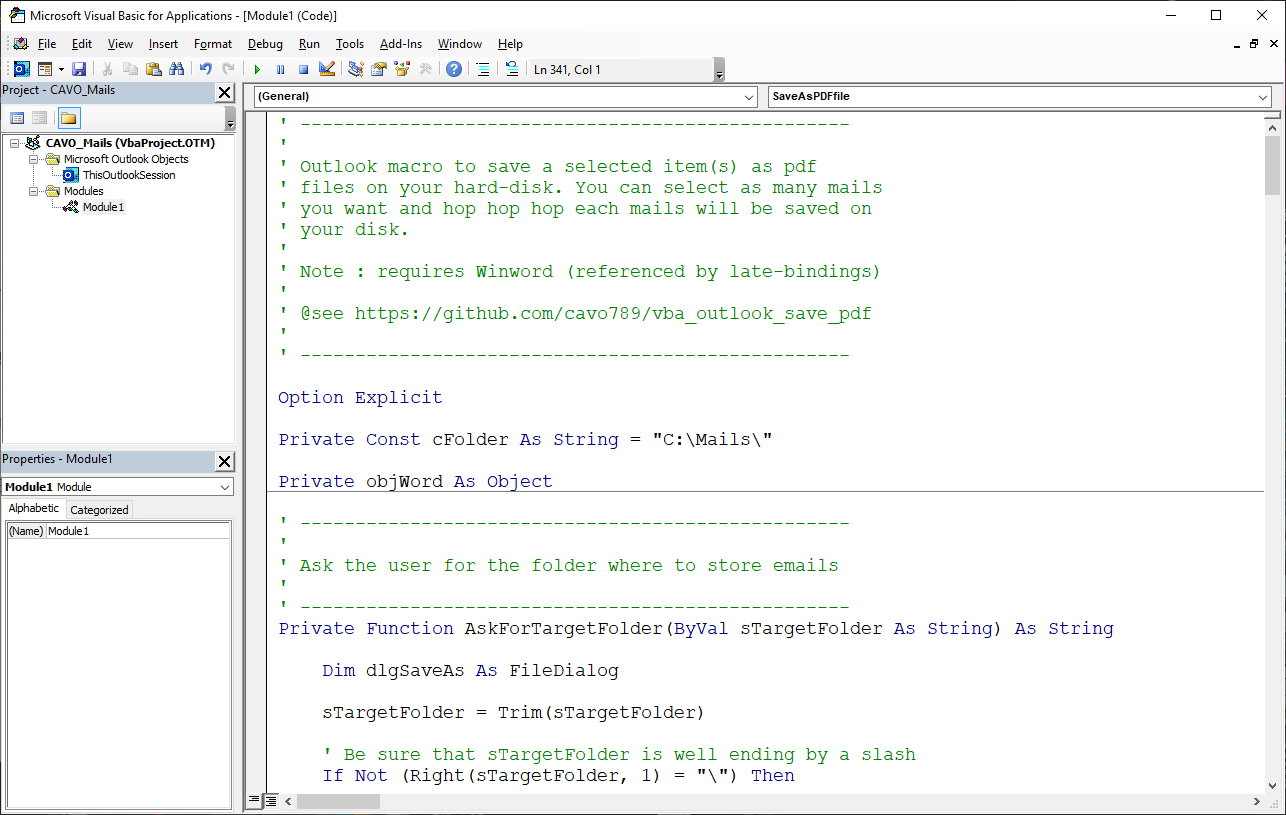 Microsoft Visual Basic for Applications - [Module1 (Code)]
File Edit View Insert Format Debug Run Tools Add-Ins Window Help
Ln 341, Col 1
Project - CAVO_Mails
CAVO_Mails (VbaProject.OTM)
Microsoft Outlook Objects
ThisOutlookSession
Modules
Module1
Properties - Module1
Module1 Module
Alphabetic Categorized
(Name) Module1
(General) SaveAsPDFfile
' --------------------------------------------------
'
' Outlook macro to save a selected item(s) as pdf
' files on your hard-disk. You can select as many mails
' you want and hop hop hop each mails will be saved on
' your disk.
'
' Note : requires Winword (referenced by late-bindings)
'
' @see https://github.com/cavo789/vba_outlook_save_pdf
'
' --------------------------------------------------
Option Explicit
Private Const cFolder As String = "C:\Mails\"
Private objWord As Object
' --------------------------------------------------
'
' Ask the user for the folder where to store emails
'
' --------------------------------------------------
Private Function AskForTargetFolder(ByVal sTargetFolder As String) As String
Dim dlgSaveAs As FileDialog
sTargetFolder = Trim(sTargetFolder)
' Be sure that sTargetFolder is well ending by a slash
If Not (Right(sTargetFolder, 1) = "\") Then